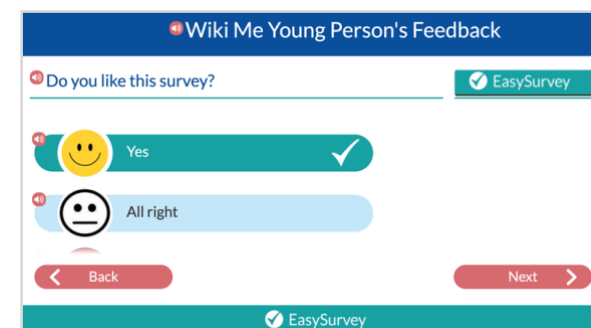 Wiki Me Young Person's Feedback
Do you like this survey?
EasySurvey
Yes
All right
Back
Next
EasySurvey